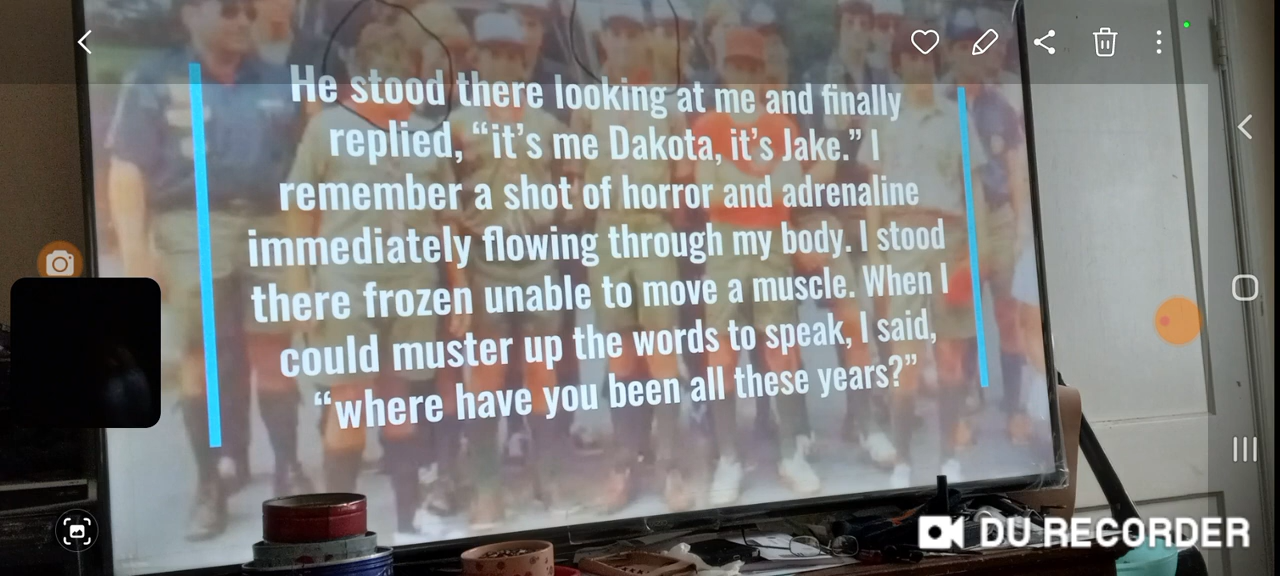 He stood there looking at me and finally
replied, “it’s me Dakota, it’s Jake.” I
remember a shot of horror and adrenaline
immediately flowing through my body. I stood
there frozen unable to move a muscle. When I
could muster up the words to speak, I said,
“where have you been all these years?”
DU RECORDER